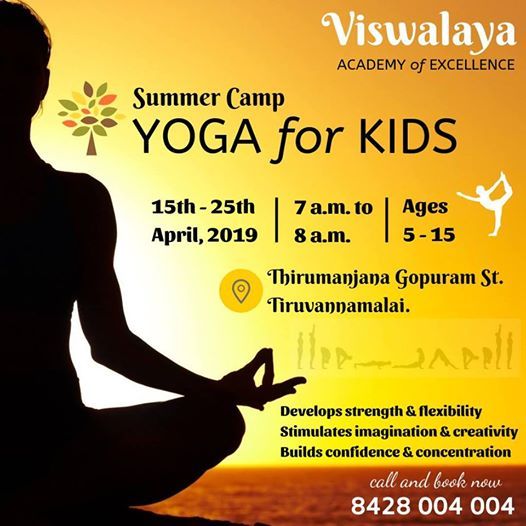 Viswalaya
ACADEMY of EXCELLENCE
Summer Camp
YOGA for KIDS
15th - 25th
April, 2019
7 a.m. to
8 a.m.
Ages
5 - 15
Thirumanjana Gopuram St.
Tiruvannamalai.
Develops strength & flexibility
Stimulates imagination & creativity
Builds confidence & concentration
call and book now
8428 004 004